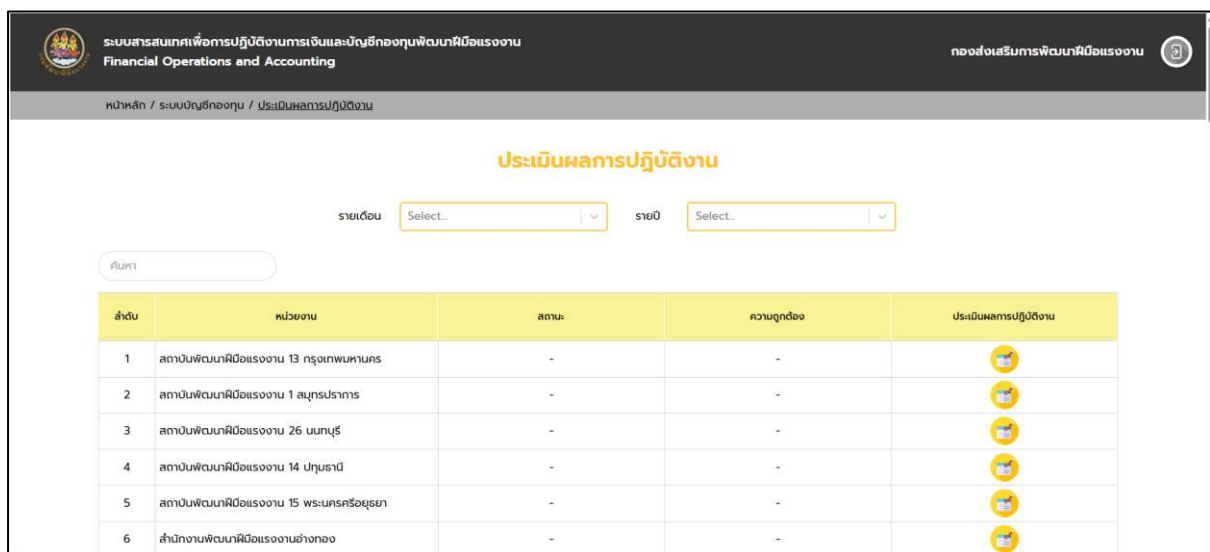 ระบบสารสนเทศเพื่อการปฏิบัติงานการเงินและบัญชีกองทุนพัฒนาฝีมือแรงงาน
Financial Operations and Accounting
กองส่งเสริมการพัฒนาฝีมือแรงงาน
หน้าหลัก / ระบบบัญชีกองทุน / ประเมินผลการปฏิบัติงาน
ประเมินผลการปฏิบัติงาน
รายเดือน Select... รายปี Select...
ค้นหา
ลำดับ หน่วยงาน สถานะ ความถูกต้อง ประเมินผลการปฏิบัติงาน
1 สถาบันพัฒนาฝีมือแรงงาน 13 กรุงเทพมหานคร - -
2 สถาบันพัฒนาฝีมือแรงงาน 1 สมุทรปราการ - -
3 สถาบันพัฒนาฝีมือแรงงาน 26 นนทบุรี - -
4 สถาบันพัฒนาฝีมือแรงงาน 14 ปทุมธานี - -
5 สถาบันพัฒนาฝีมือแรงงาน 15 พระนครศรีอยุธยา - -
6 สำนักงานพัฒนาฝีมือแรงงานอ่างทอง - -